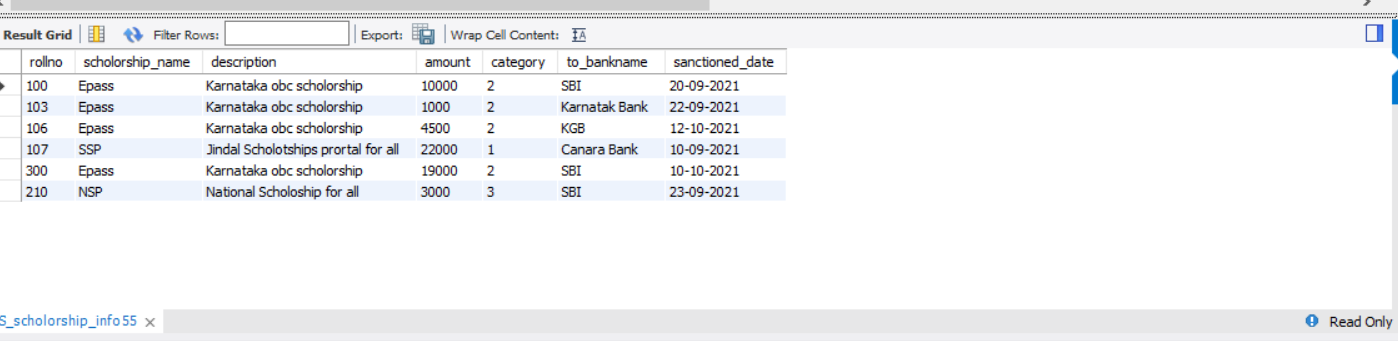 Result Grid Filter Rows: Export: Wrap Cell Content: IA
rollno scholorship_name description amount category to_bankname sanctioned_date
100 Epass Karnataka obc scholorship 10000 2 SBI 20-09-2021
103 Epass Karnataka obc scholorship 1000 2 Karnatak Bank 22-09-2021
106 Epass Karnataka obc scholorship 4500 2 KGB 12-10-2021
107 SSP Jindal Scholotships prortal for all 22000 1 Canara Bank 10-09-2021
300 Epass Karnataka obc scholorship 19000 2 SBI 10-10-2021
210 NSP National Scholoship for all 3000 3 SBI 23-09-2021
S_scholorship_info55 Read Only